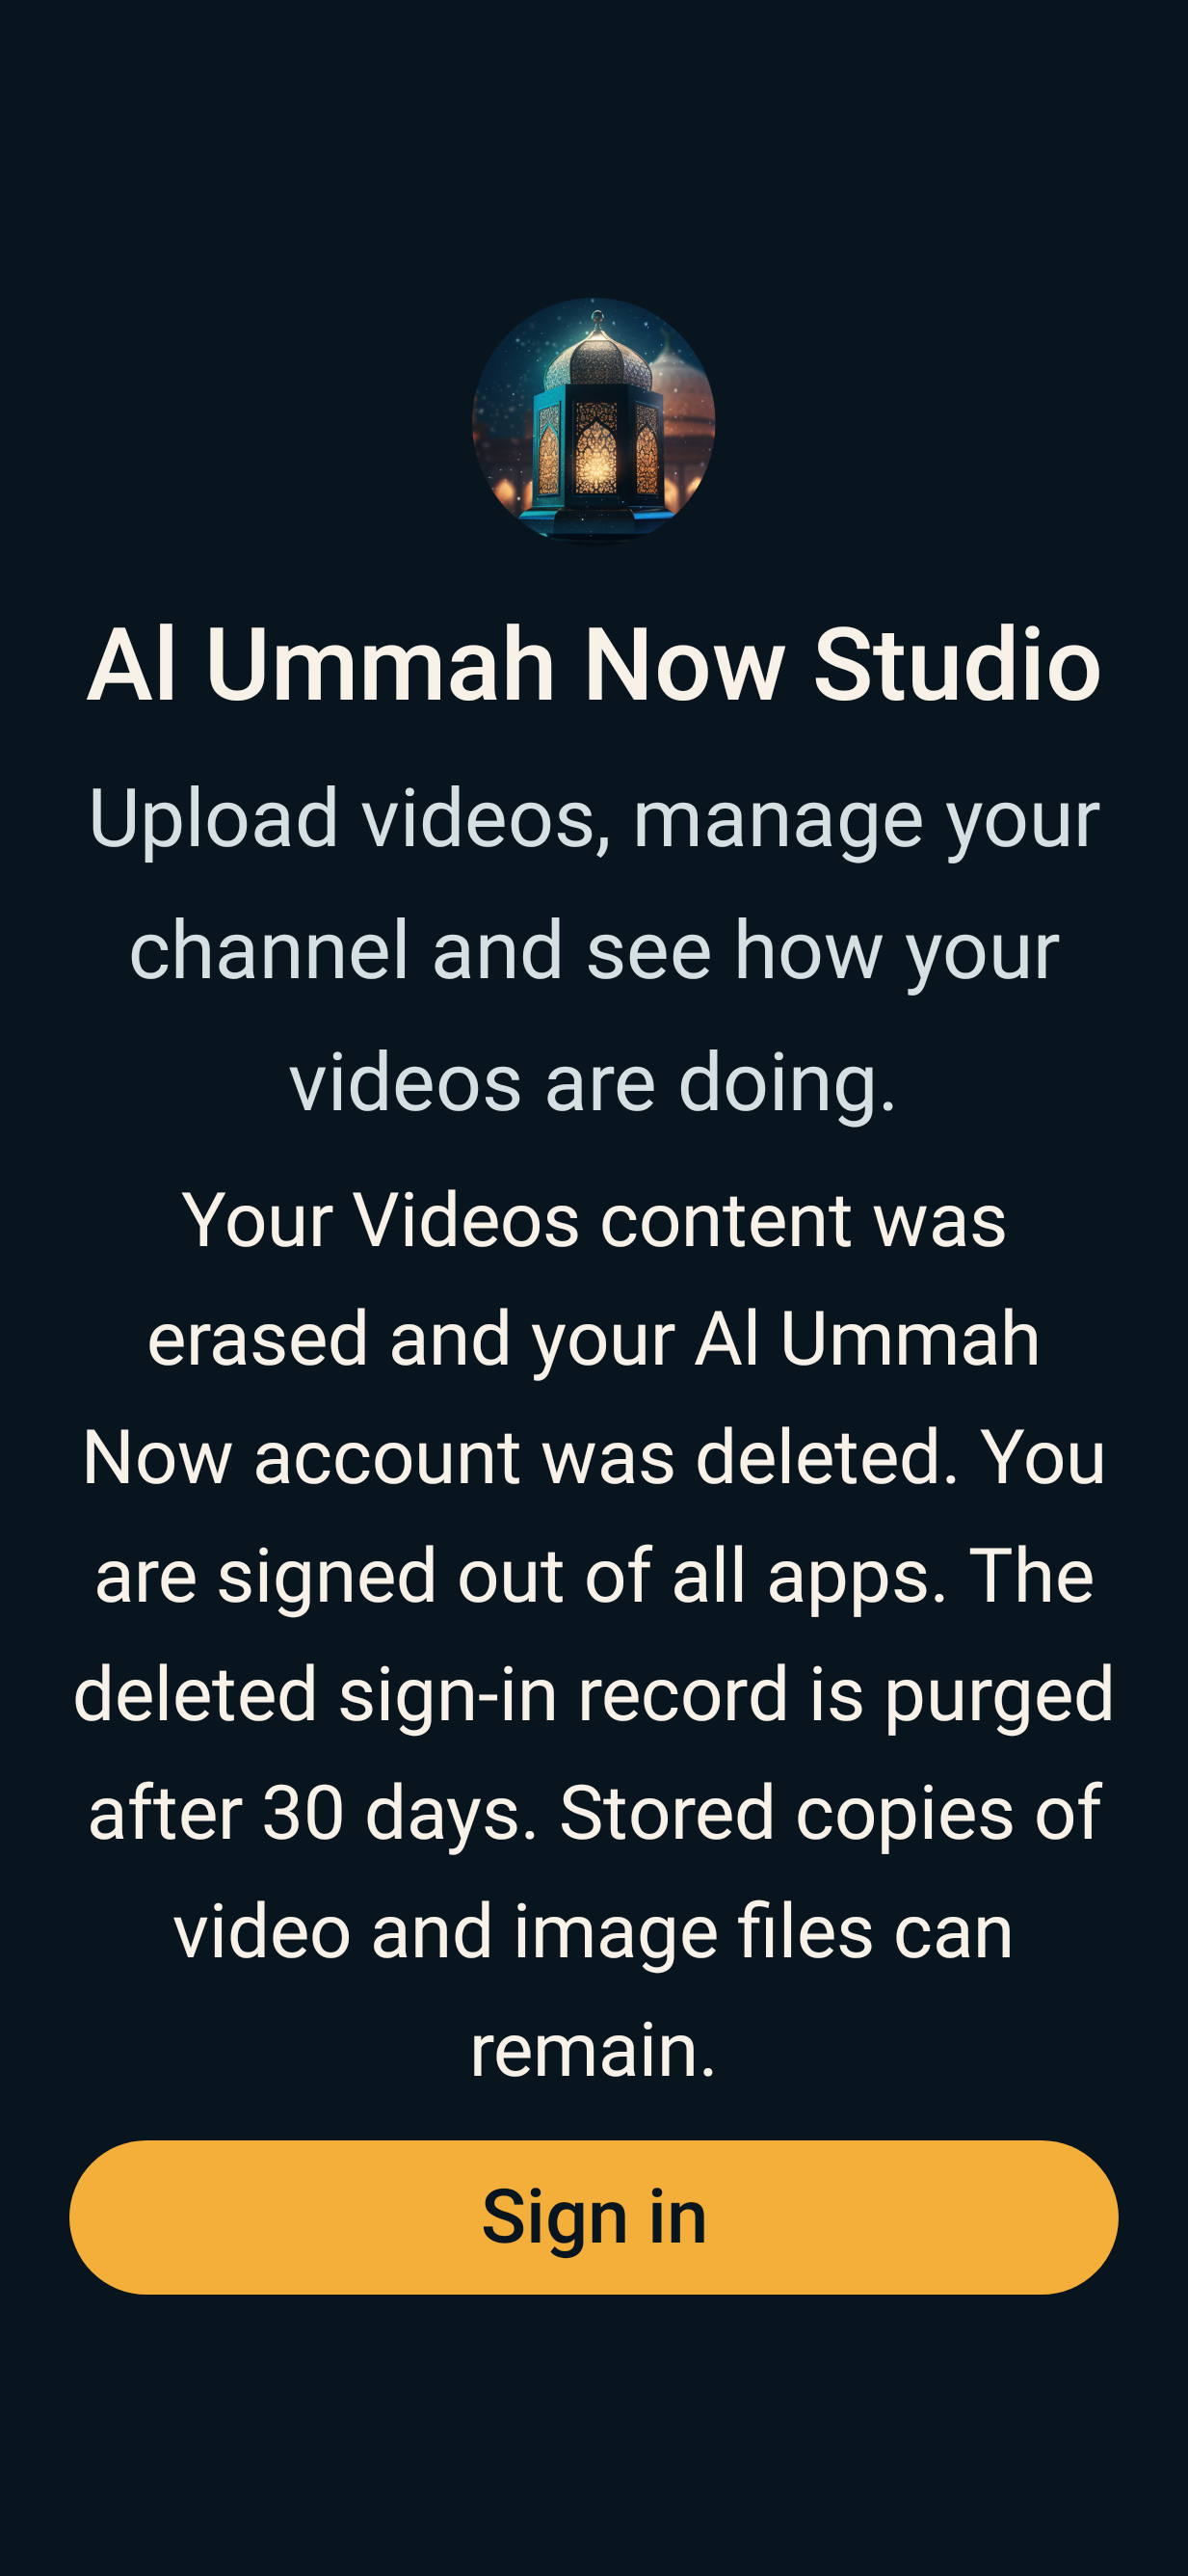 Al Ummah Now Studio
Upload videos, manage your
channel and see how your
videos are doing.
Your Videos content was
erased and your Al Ummah
Now account was deleted. You
are signed out of all apps. The
deleted sign-in record is purged
after 30 days. Stored copies of
video and image files can
remain.
Sign in